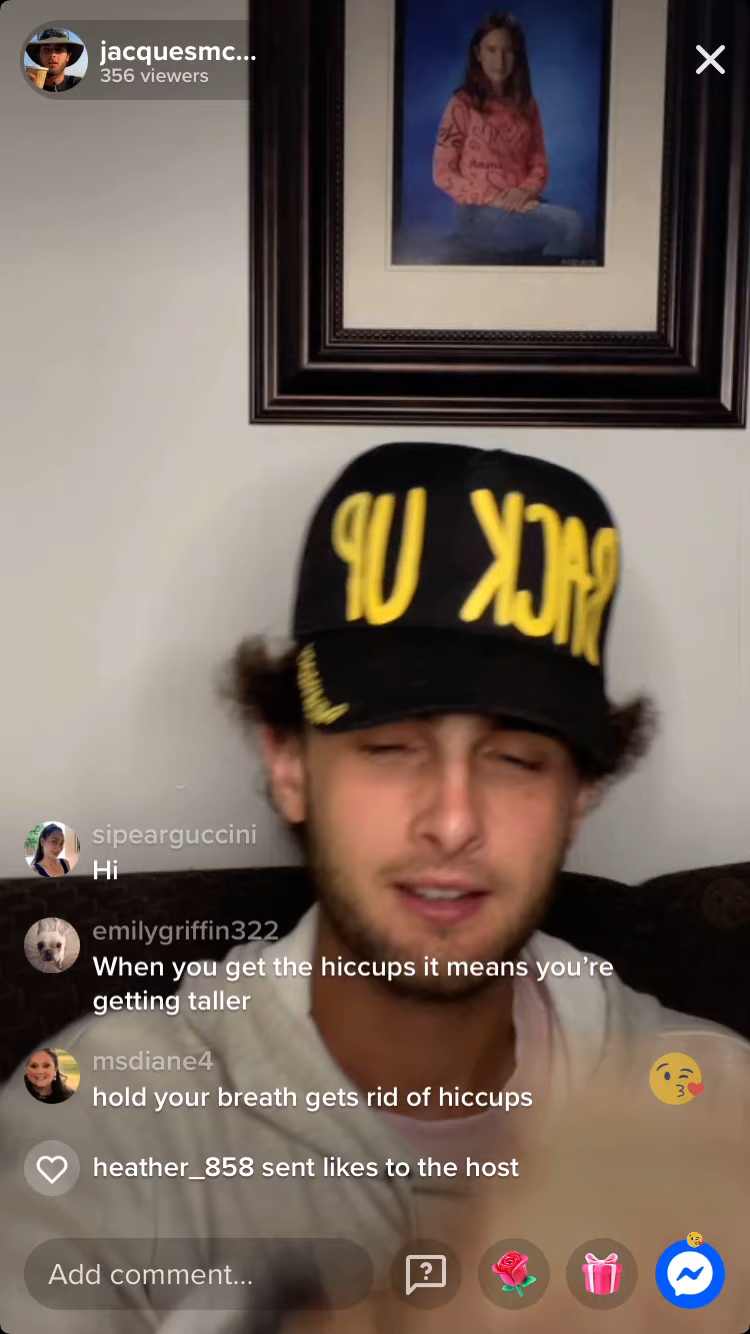 jacquesmc...
356 viewers
BACK UP
sipearguccini
Hi
emilygriffin322
When you get the hiccups it means you’re
getting taller
msdiane4
hold your breath gets rid of hiccups
heather_858 sent likes to the host
Add comment...